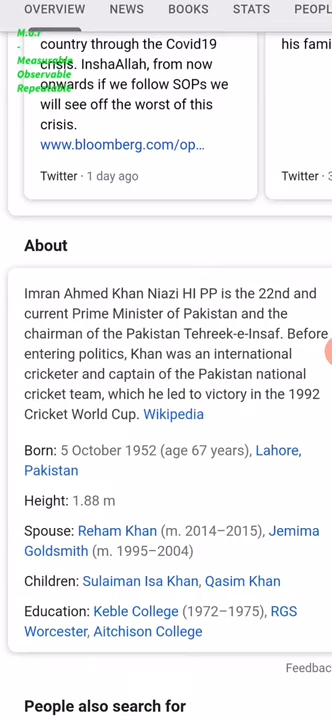 OVERVIEW NEWS BOOKS STATS PEOPL
M.o.r
-
Measurable
Observable
Repeatable
country through the Covid19
crisis. InshaAllah, from now
onwards if we follow SOPs we
will see off the worst of this
crisis.
www.bloomberg.com/op...
Twitter · 1 day ago
his fami
Twitter · 3
About
Imran Ahmed Khan Niazi HI PP is the 22nd and
current Prime Minister of Pakistan and the
chairman of the Pakistan Tehreek-e-Insaf. Before
entering politics, Khan was an international
cricketer and captain of the Pakistan national
cricket team, which he led to victory in the 1992
Cricket World Cup. Wikipedia
Born: 5 October 1952 (age 67 years), Lahore,
Pakistan
Height: 1.88 m
Spouse: Reham Khan (m. 2014–2015), Jemima
Goldsmith (m. 1995–2004)
Children: Sulaiman Isa Khan, Qasim Khan
Education: Keble College (1972–1975), RGS
Worcester, Aitchison College
Feedbac
People also search for